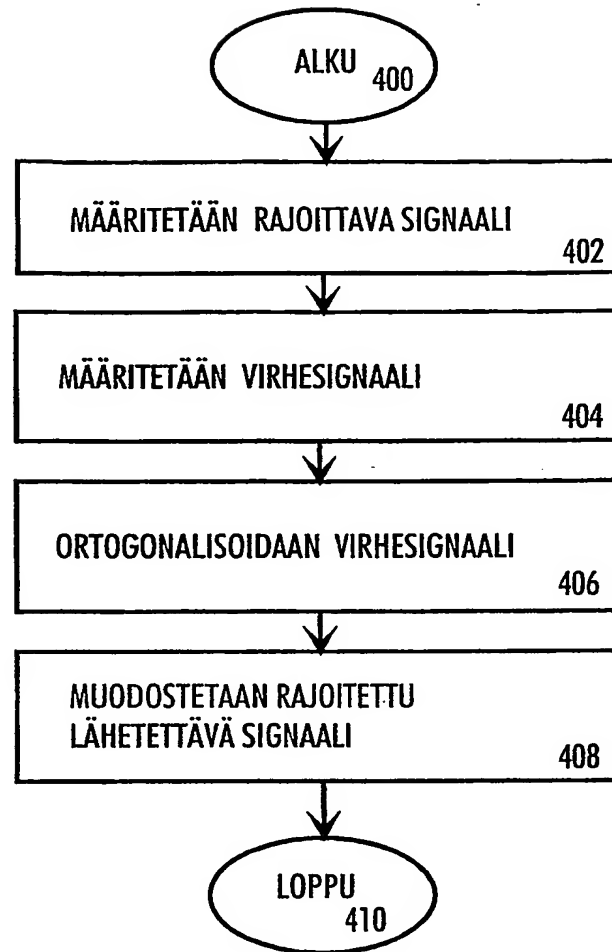 ALKU
400
MÄÄRITETÄÄN RAJOITTAVA SIGNAALI
402
MÄÄRITETÄÄN VIRHESIGNAALI
404
ORTOGONALISOIDAAN VIRHESIGNAALI
406
MUODOSTETAAN RAJOITETTU
LÄHETETTÄVÄ SIGNAALI
408
LOPPU
410